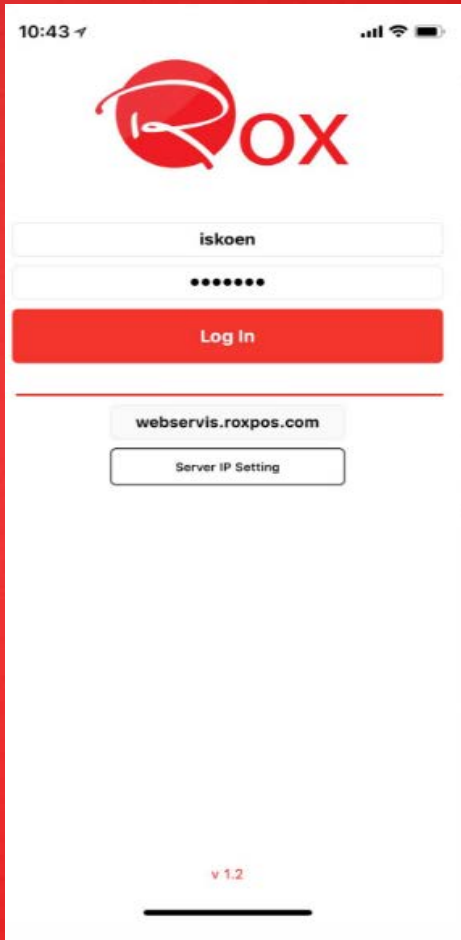 10:43
Rox
iskoen
•••••••
Log In
webservis.roxpos.com
Server IP Setting
v 1.2